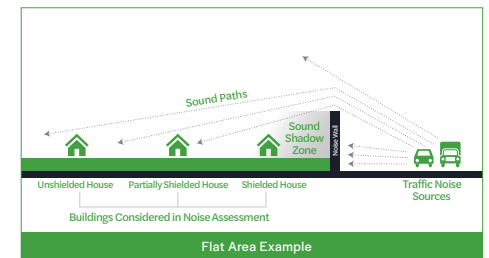 Sound Paths
Sound
Shadow
Zone
Noise Wall
Unshielded House
Partially Shielded House
Shielded House
Traffic Noise
Sources
Buildings Considered in Noise Assessment
Flat Area Example